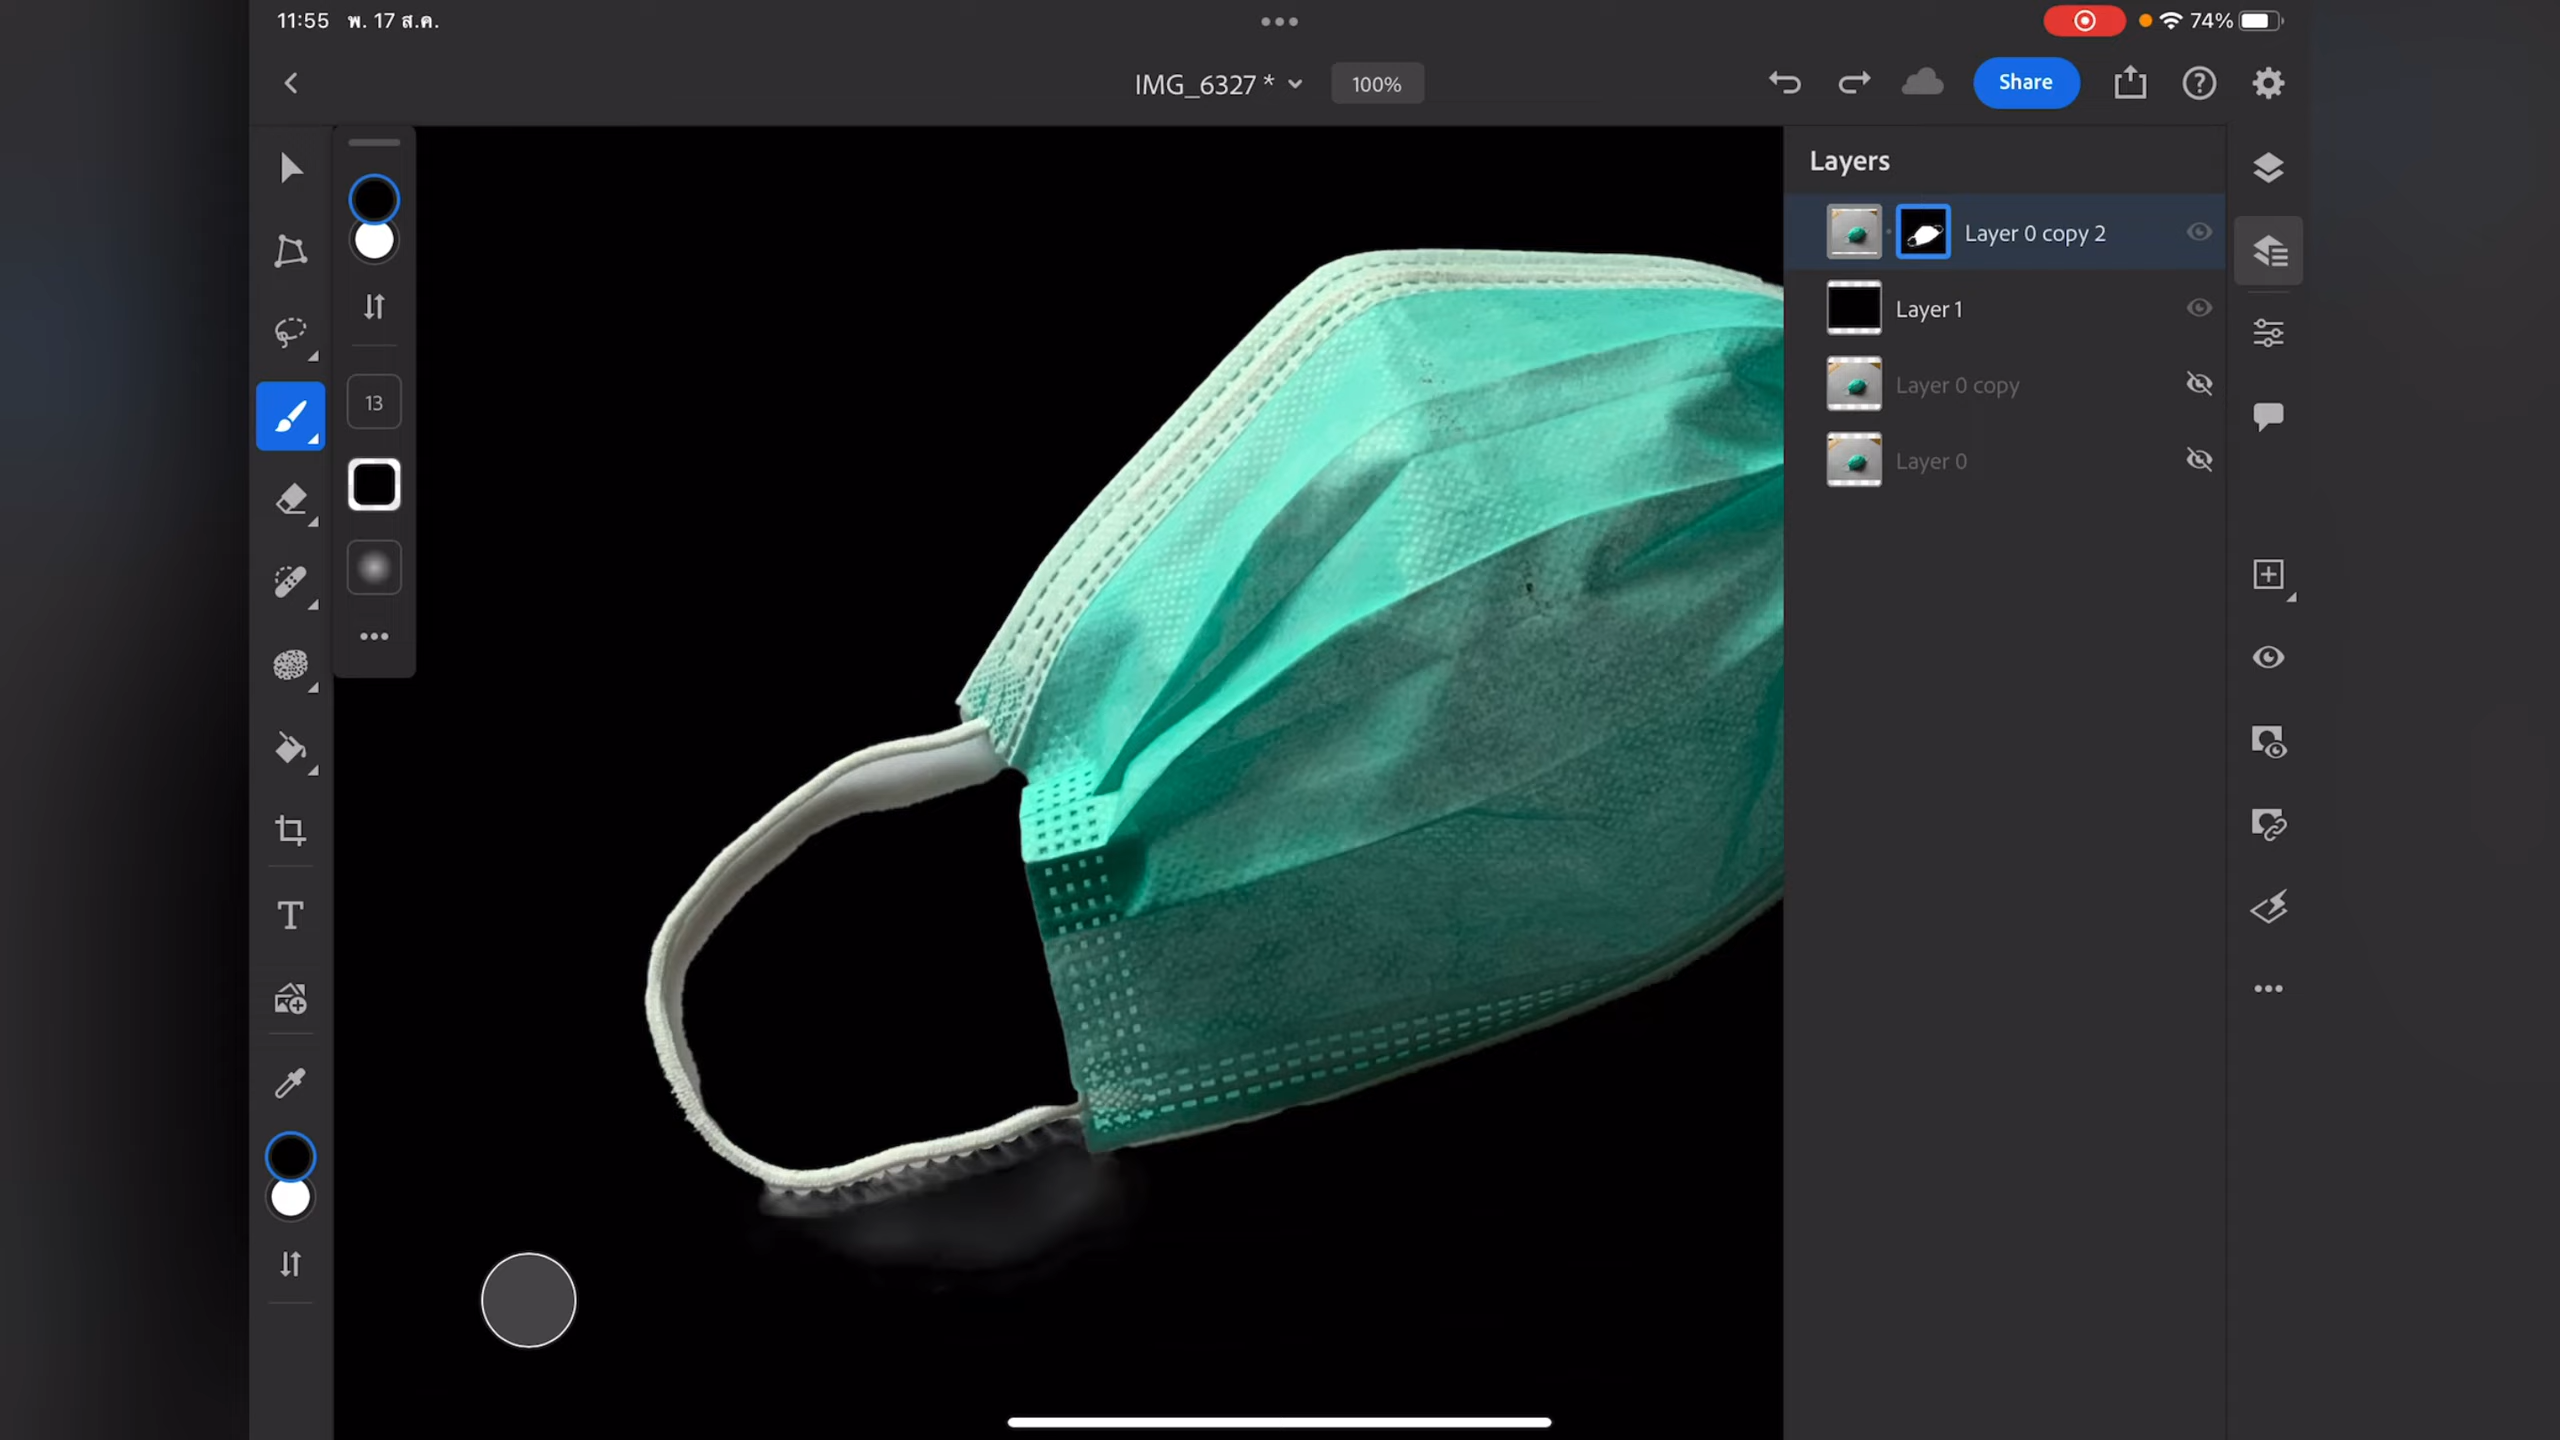 11:55 พ. 17 ส.ค.
74%
IMG_6327 *
100%
Share
Layers
Layer 0 copy 2
Layer 1
Layer 0 copy
Layer 0
13